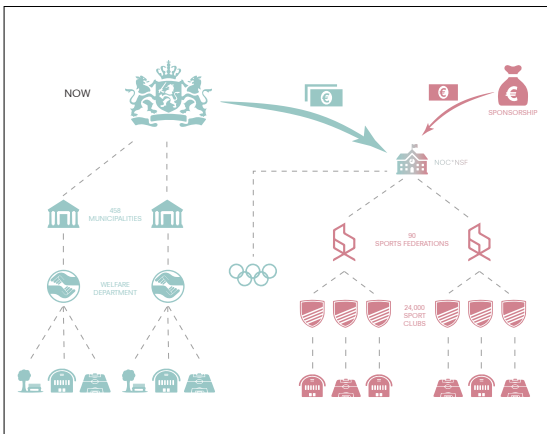 NOW
SPONSORSHIP
NOC*NSF
458
MUNICIPALITIES
90
SPORTS FEDERATIONS
WELFARE
DEPARTMENT
24,000
SPORT
CLUBS